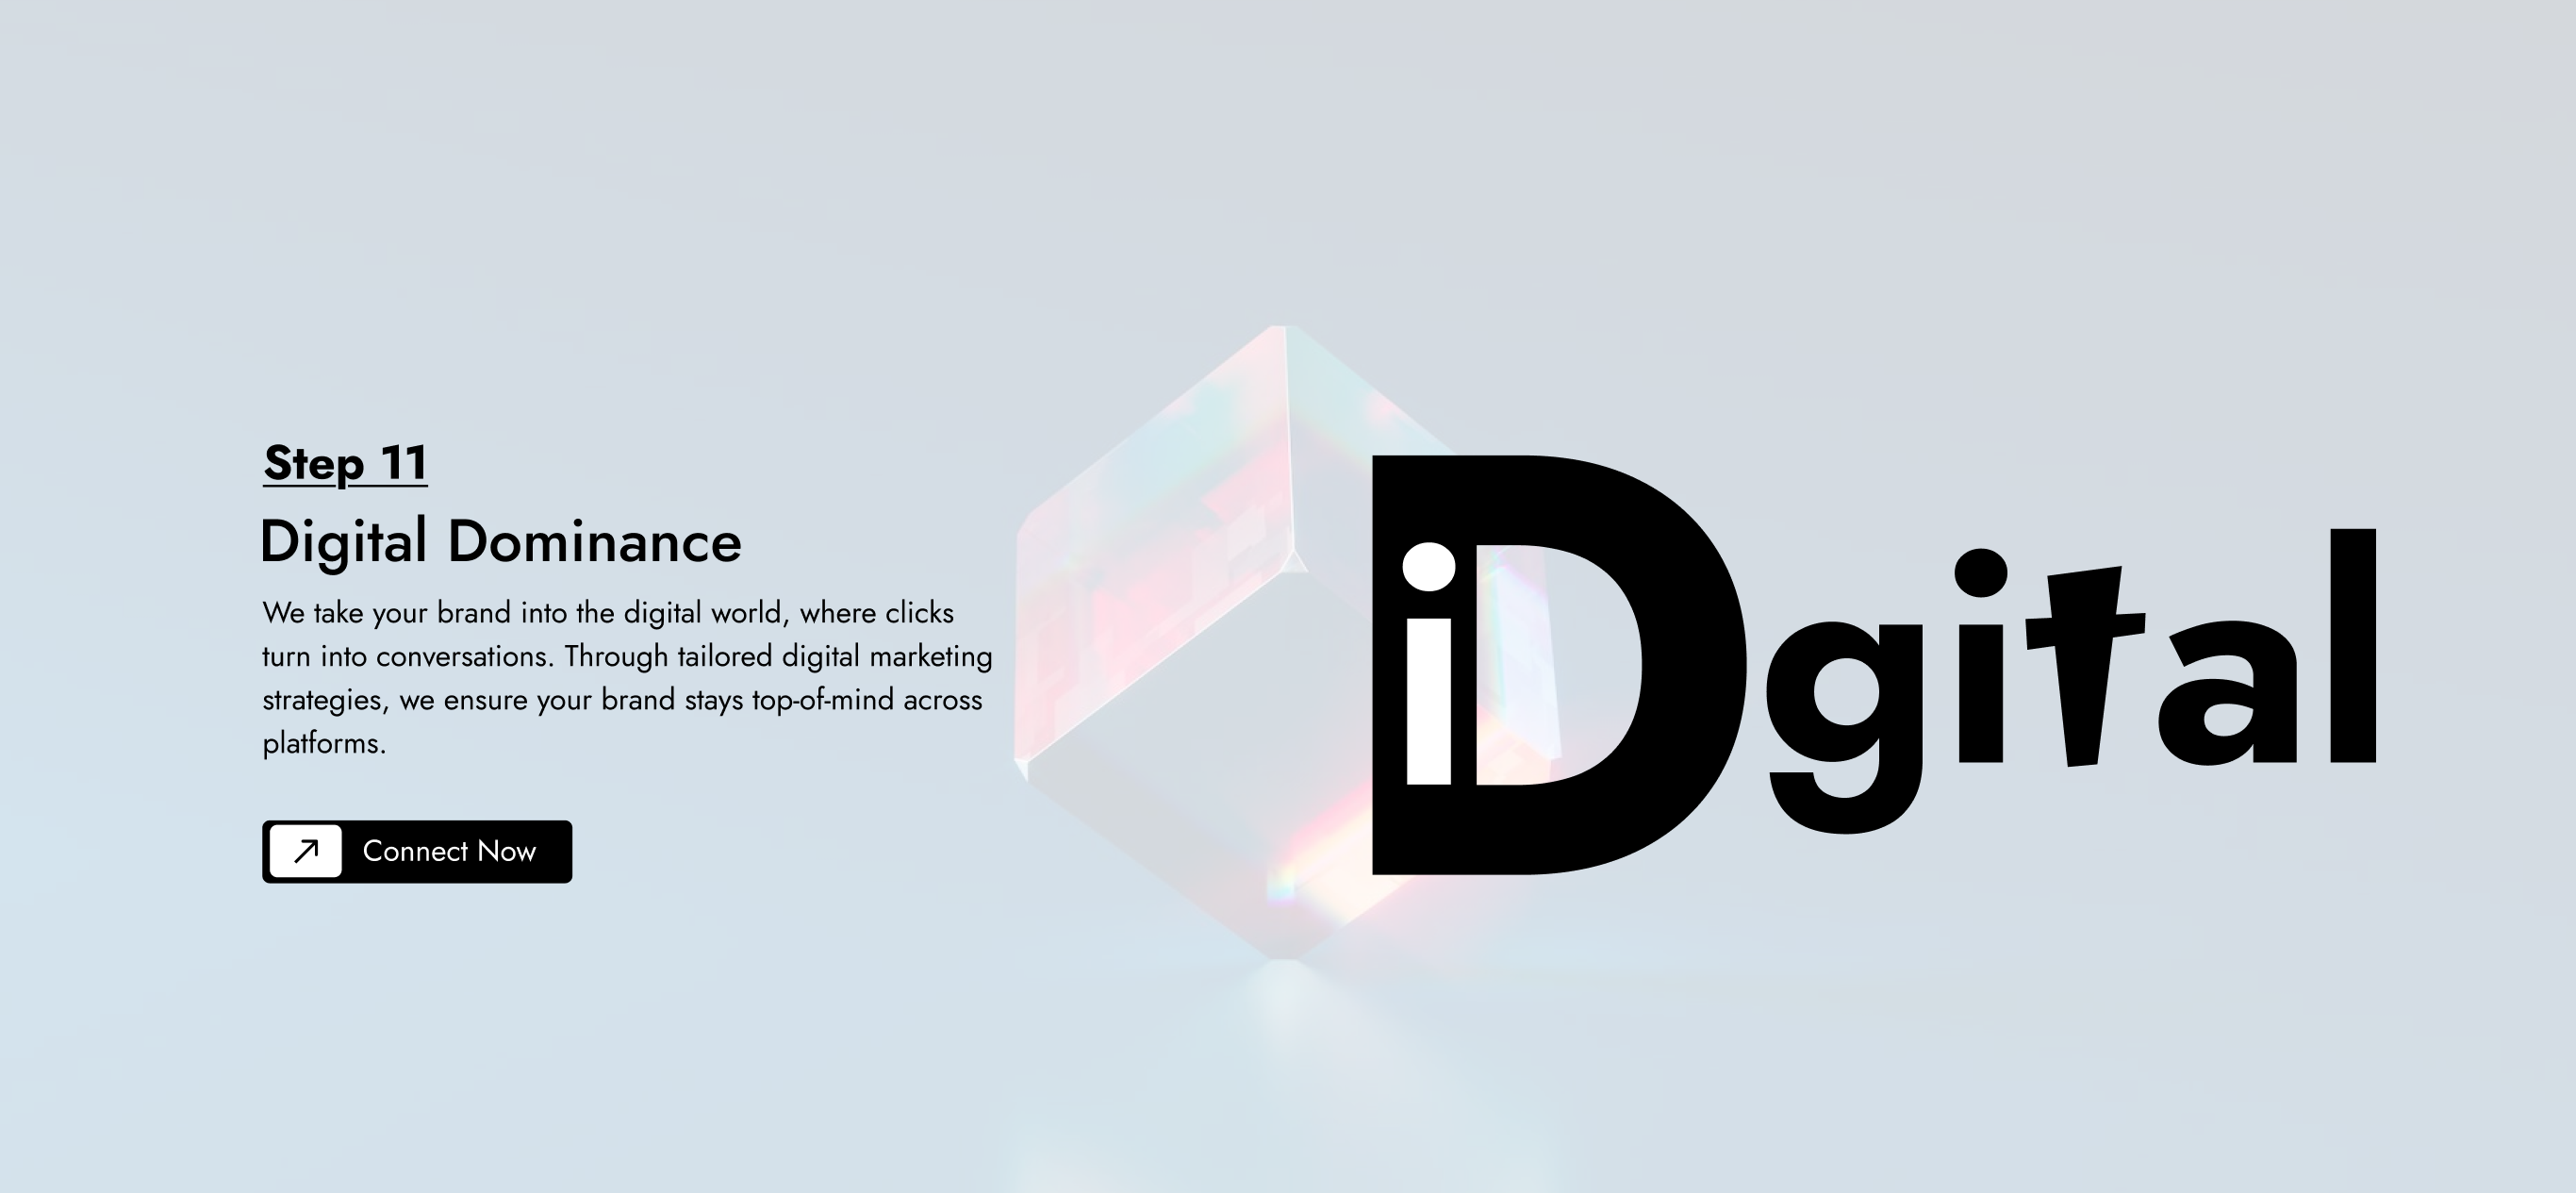 Step 11
Digital Dominance
We take your brand into the digital world, where clicks
turn into conversations. Through tailored digital marketing
strategies, we ensure your brand stays top-of-mind across
platforms.
Connect Now
iDgital